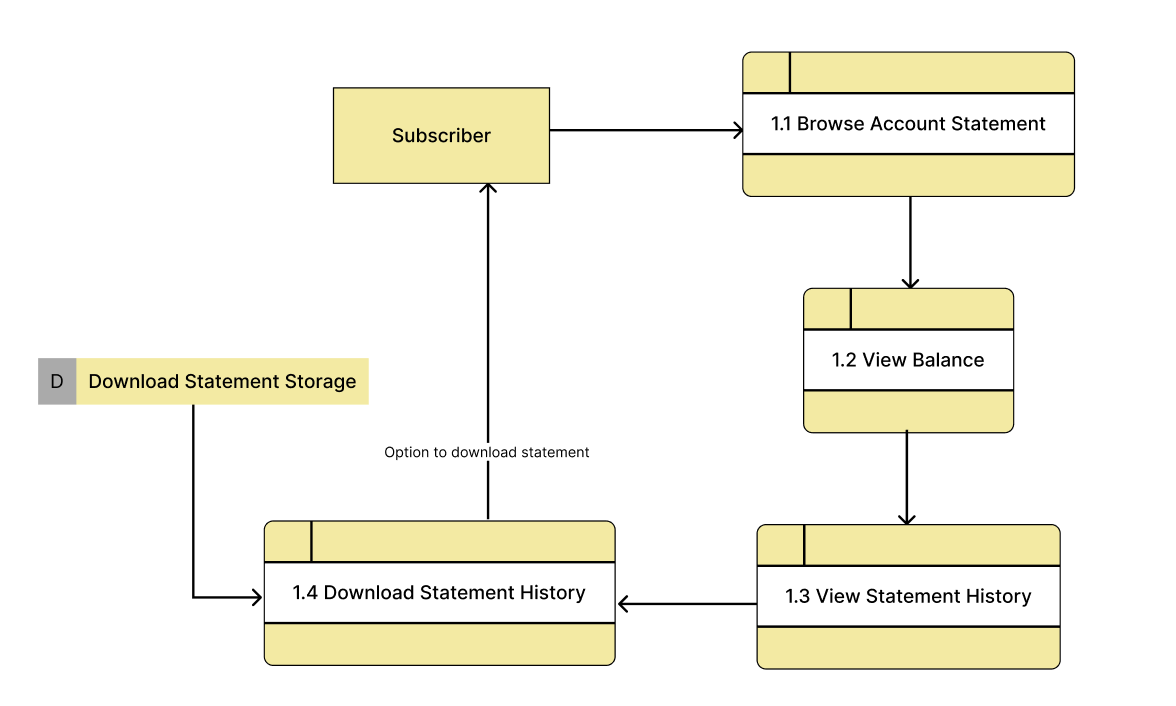 1.1 Browse Account Statement
Subscriber
1.2 View Balance
D Download Statement Storage
Option to download statement
1.4 Download Statement History
1.3 View Statement History